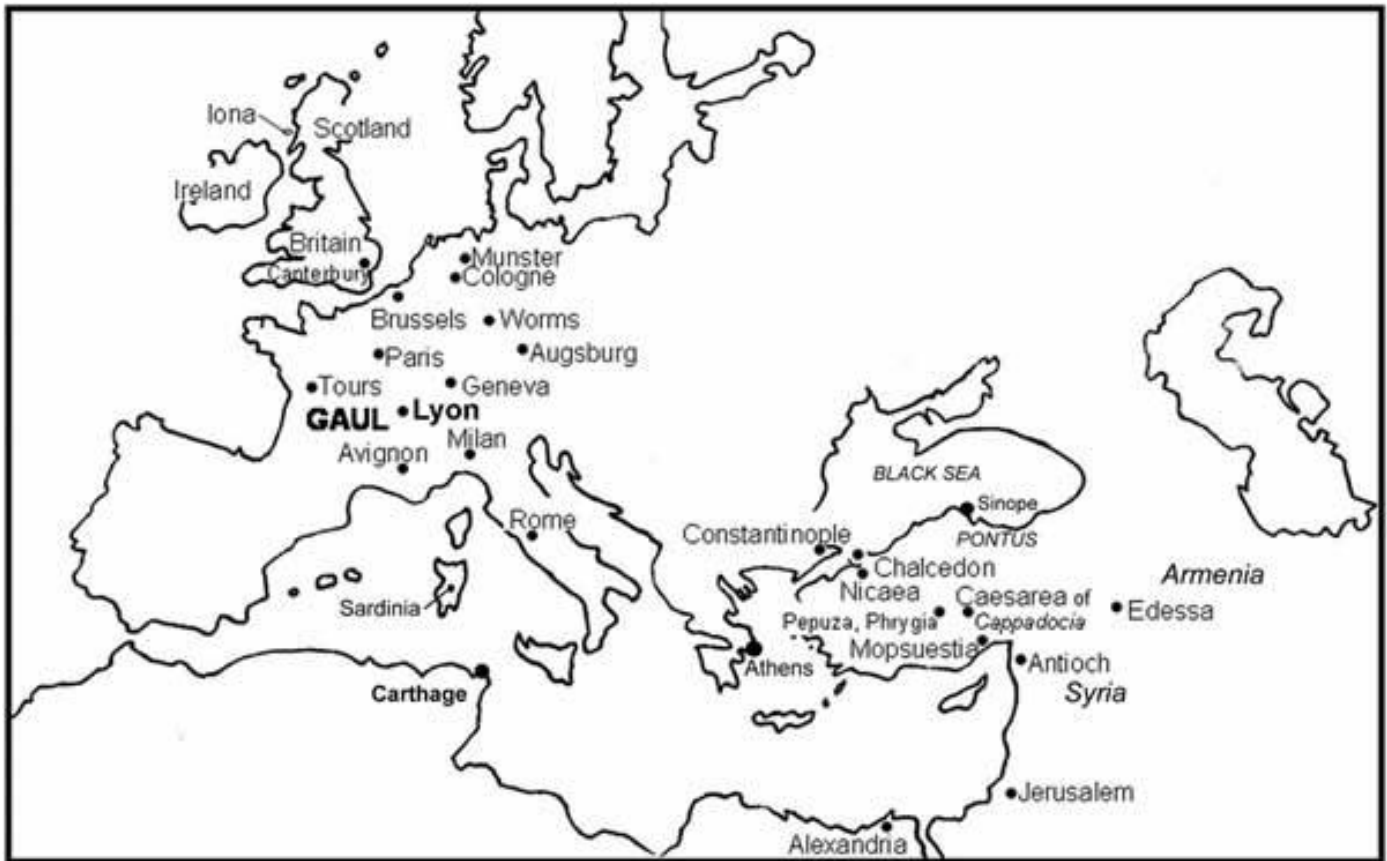 Iona
Scotland
Ireland
Britain
Canterbury
Munster
Cologne
Brussels
Worms
Paris
Augsburg
Tours
Geneva
GAUL
Lyon
Milan
Avignon
BLACK SEA
Sinope
Rome
Constantinople
PONTUS
Chalcedon
Armenia
Nicaea
Caesarea of
Cappadocia
Edessa
Sardinia
Pepuza, Phrygia
Mopsuestia
Athens
Antioch
Carthage
Syria
Jerusalem
Alexandria